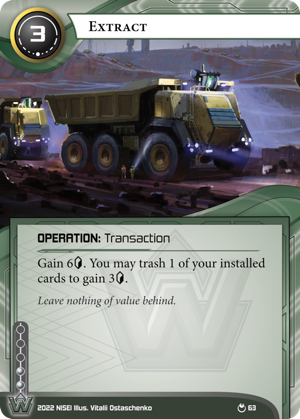 3
EXTRACT
OPERATION: Transaction
Gain 6. You may trash 1 of your installed
cards to gain 3.
Leave nothing of value behind.
W
2022 NISEI Illus. Vitalii Ostaschenko
63